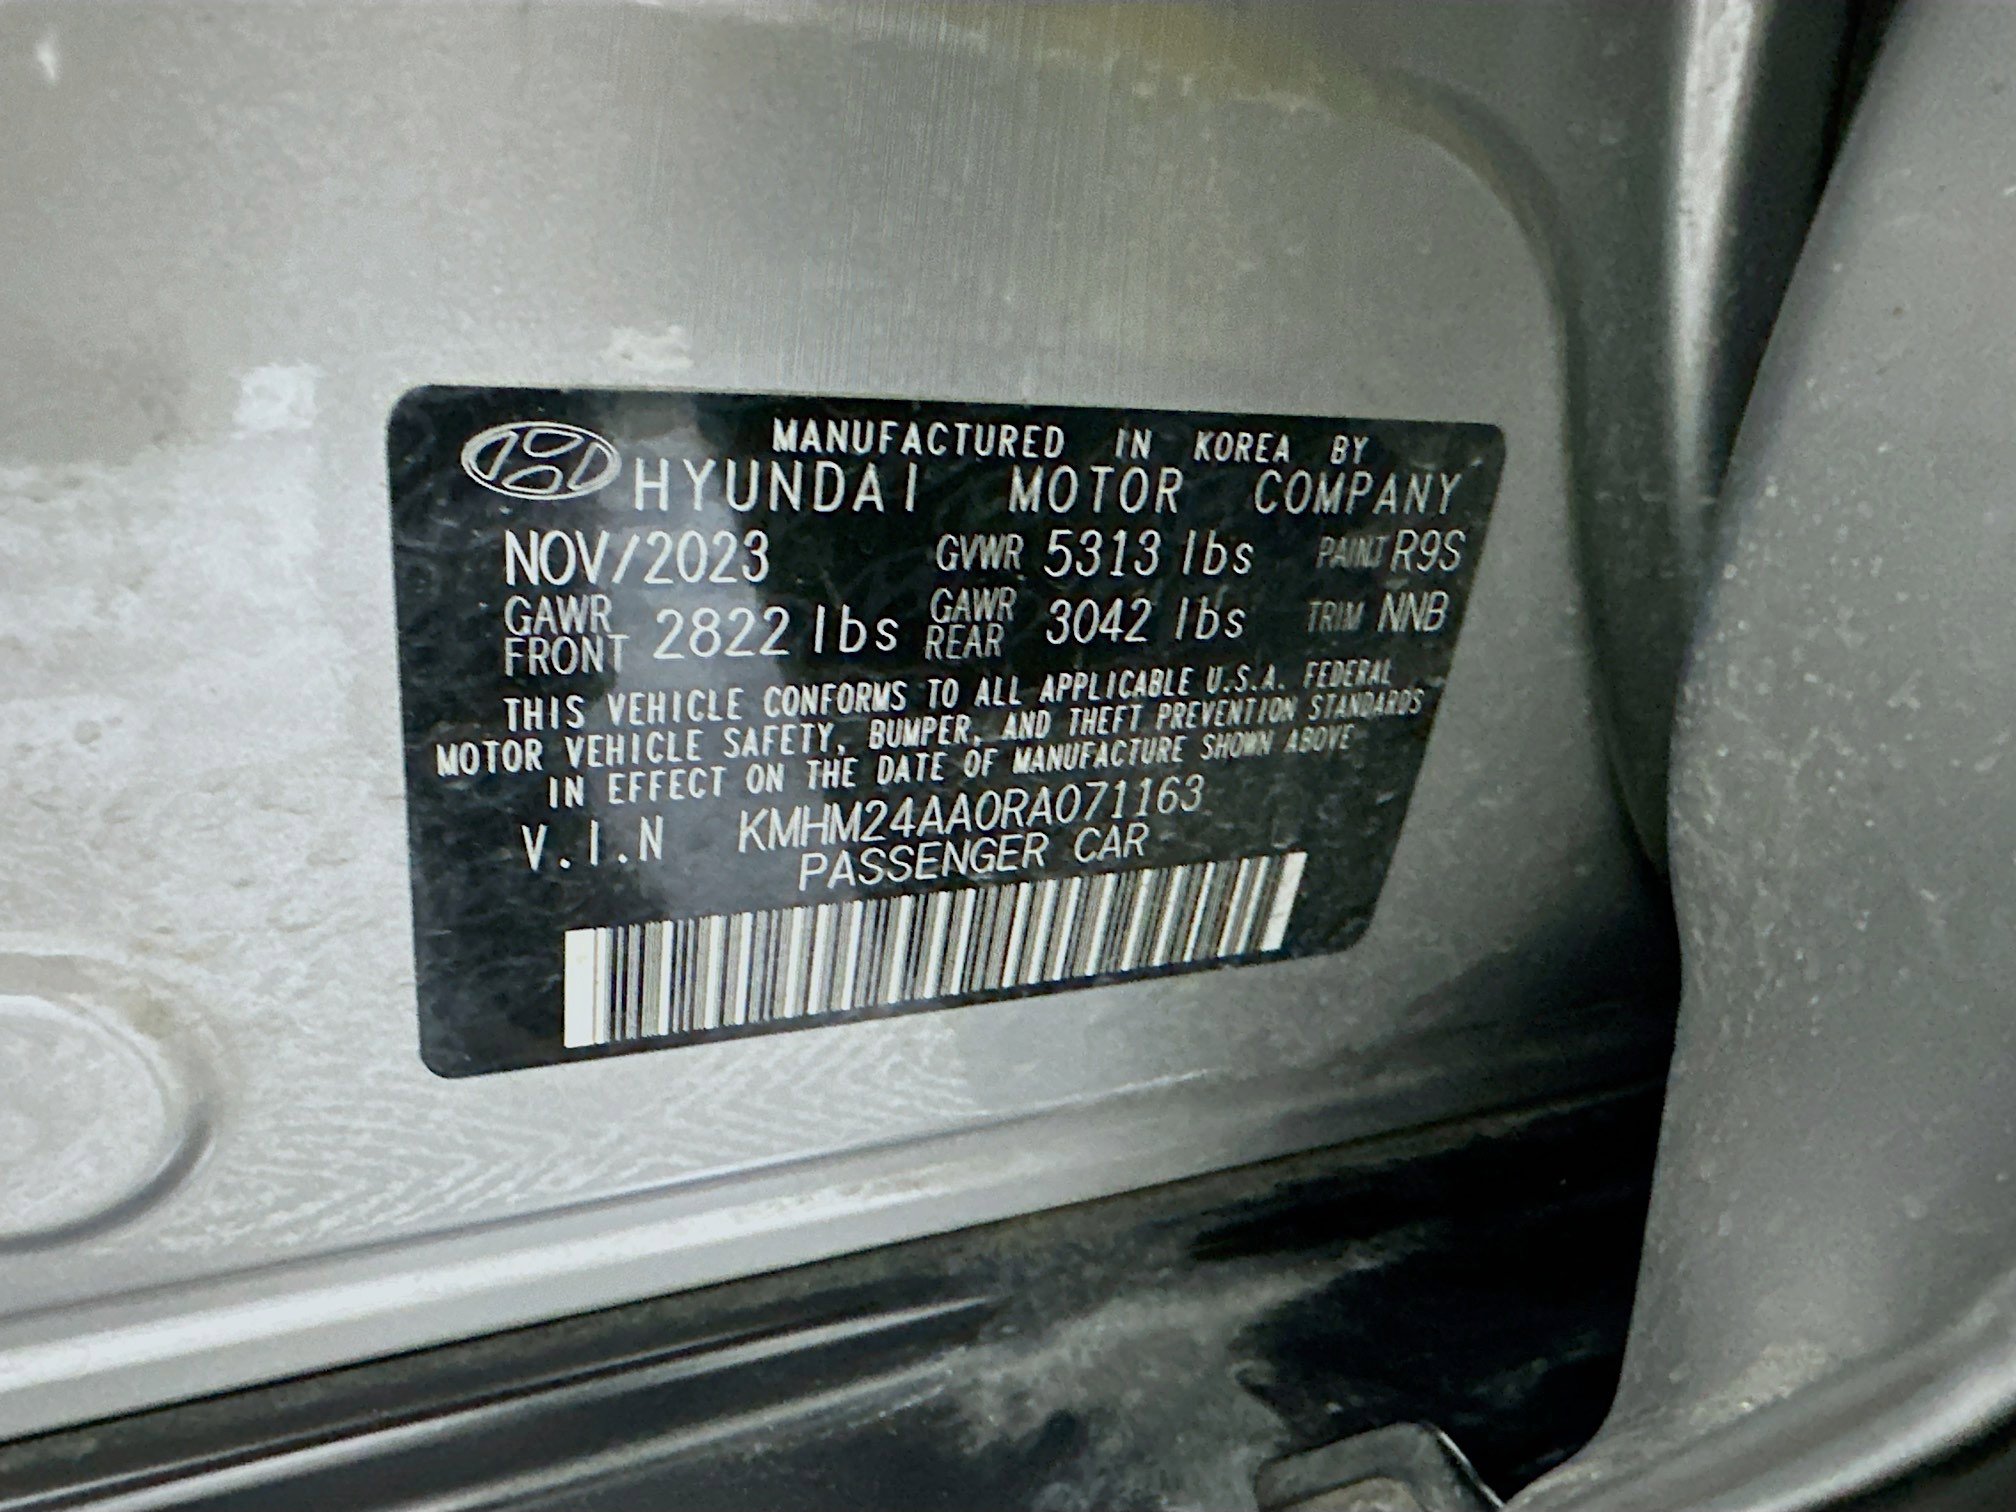 MANUFACTURED IN KOREA BY
HYUNDAI MOTOR COMPANY
NOV/2023 GVWR 5313 lbs PAINT R9S
GAWR FRONT 2822 lbs GAWR REAR 3042 lbs TRIM NNB
THIS VEHICLE CONFORMS TO ALL APPLICABLE U.S.A. FEDERAL
MOTOR VEHICLE SAFETY, BUMPER, AND THEFT PREVENTION STANDARDS
IN EFFECT ON THE DATE OF MANUFACTURE SHOWN ABOVE
V.I.N KMHM24AA0RA071163
PASSENGER CAR